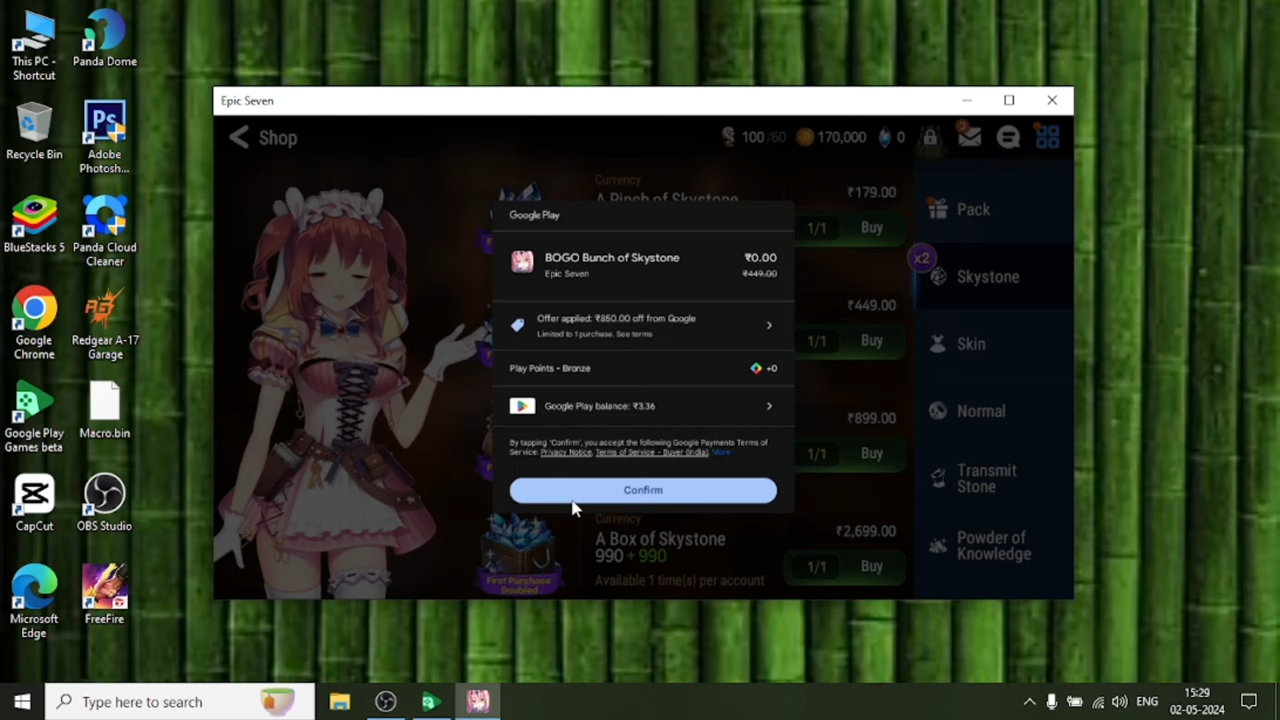 This PC -
Shortcut
Panda Dome
Recycle Bin
Adobe
Photosh...
Ps
BlueStacks 5
Panda Cloud
Cleaner
Google
Chrome
Redgear A-17
Garage
Google Play
Games beta
Macro.bin
CapCut
OBS Studio
Microsoft
Edge
FreeFire
Epic Seven
Shop
100/60
170,000
0
Currency
A Pinch of Skystone
₹179.00
1/1
Buy
Google Play
BOGO Bunch of Skystone
₹0.00
Epic Seven
₹449.00
Offer applied: ₹850.00 off from Google
Limited to 1 purchase. See terms
Play Points • Bronze
+0
Google Play balance: ₹3.36
By tapping 'Confirm', you accept the following Google Payments Terms of
Service: Privacy Notice, Terms of Service – Buyer (India). More
Confirm
₹449.00
1/1
Buy
₹899.00
1/1
Buy
Currency
A Box of Skystone
990 +990
Available 1 time(s) per account
First Purchase
Doubled
₹2,699.00
1/1
Buy
Pack
x2
Skystone
Skin
Normal
Transmit
Stone
Powder of
Knowledge
Type here to search
ENG
15:29
02-05-2024